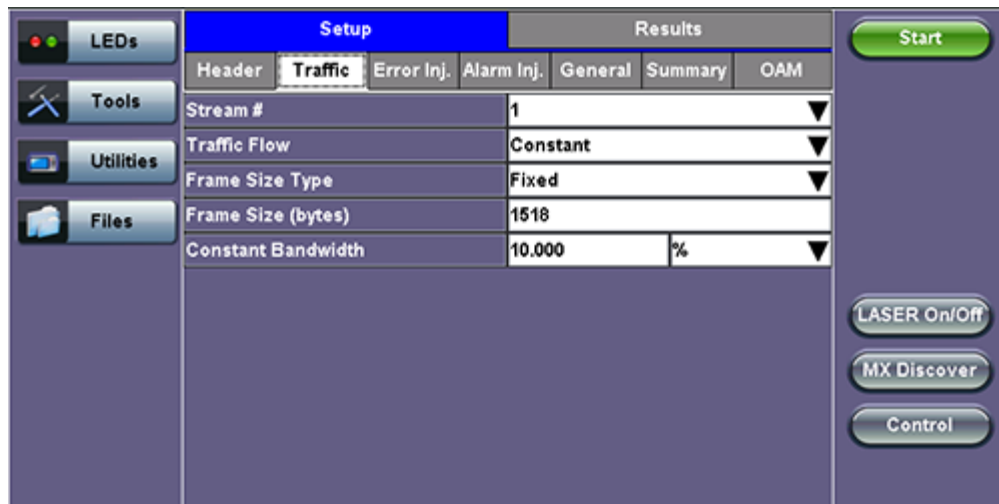 LEDs
Tools
Utilities
Files
Setup
Results
Header
Traffic
Error Inj.
Alarm Inj.
General
Summary
OAM
Stream #
1
Traffic Flow
Constant
Frame Size Type
Fixed
Frame Size (bytes)
1518
Constant Bandwidth
10.000
%
Start
LASER On/Off
MX Discover
Control